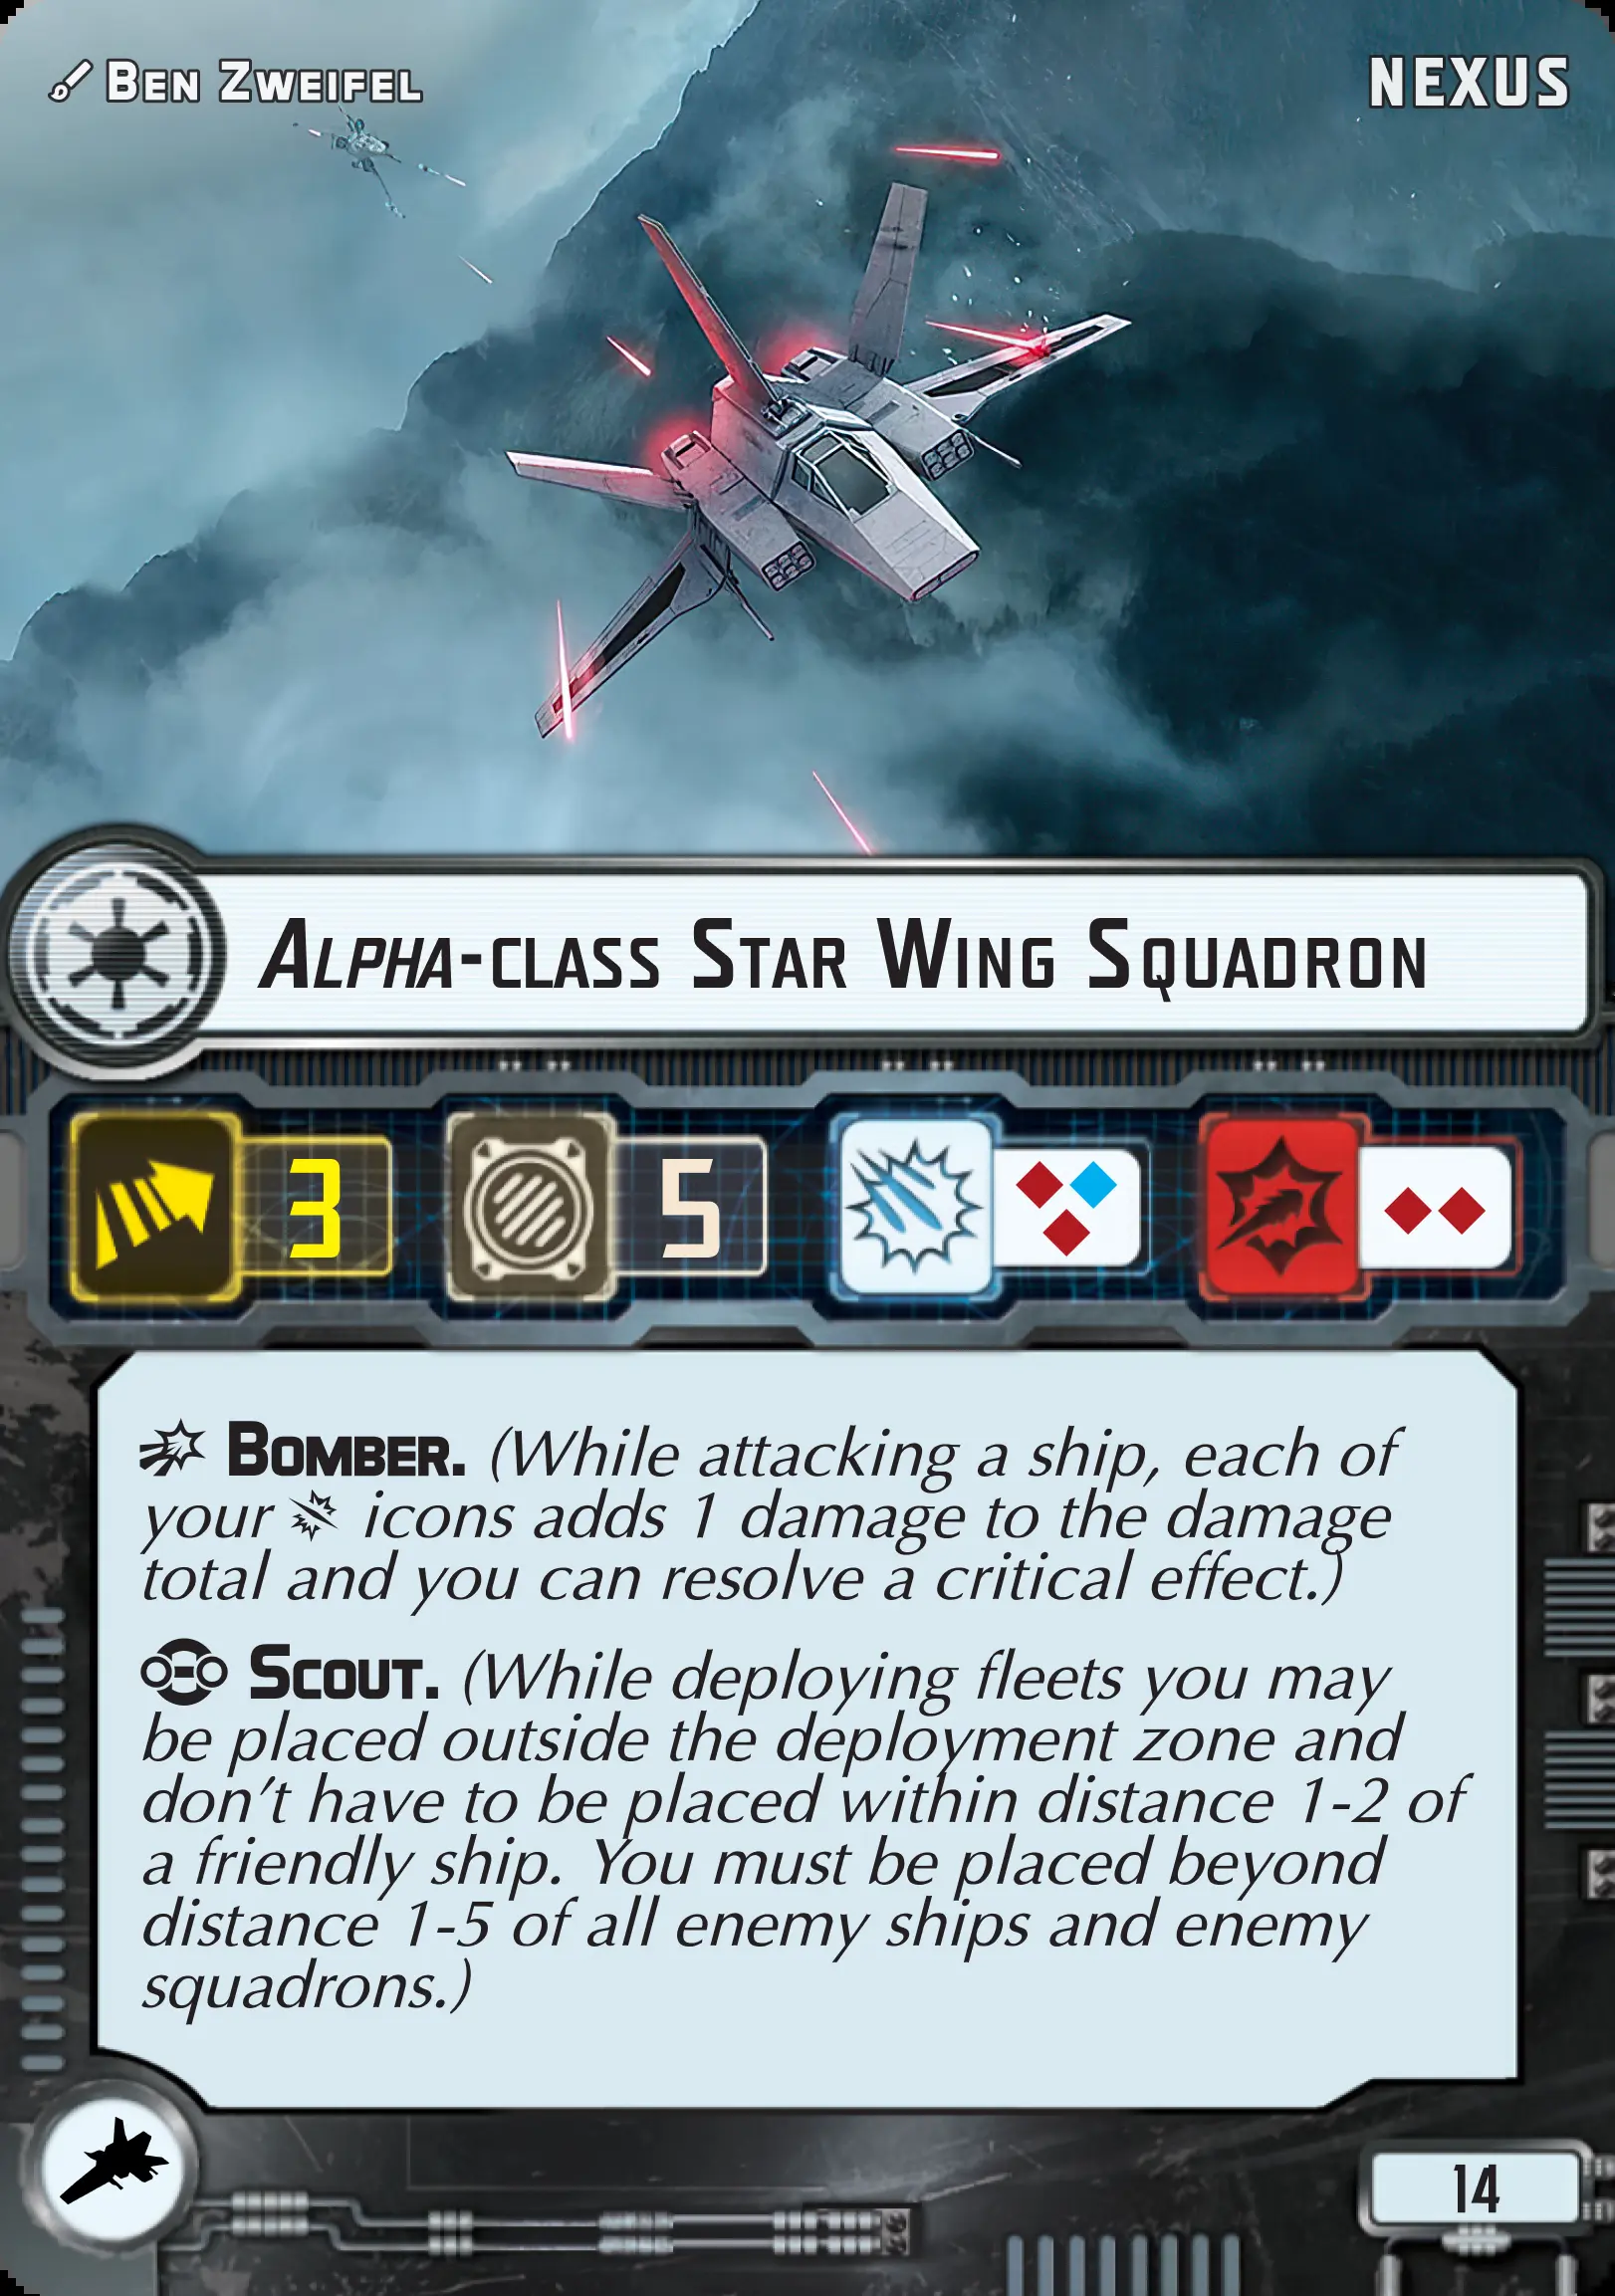 Ben Zweifel
NEXUS
Alpha-class Star Wing Squadron
3
5
Bomber. (While attacking a ship, each of
your icons adds 1 damage to the damage
total and you can resolve a critical effect.)
Scout. (While deploying fleets you may
be placed outside the deployment zone and
don't have to be placed within distance 1-2 of
a friendly ship. You must be placed beyond
distance 1-5 of all enemy ships and enemy
squadrons.)
14